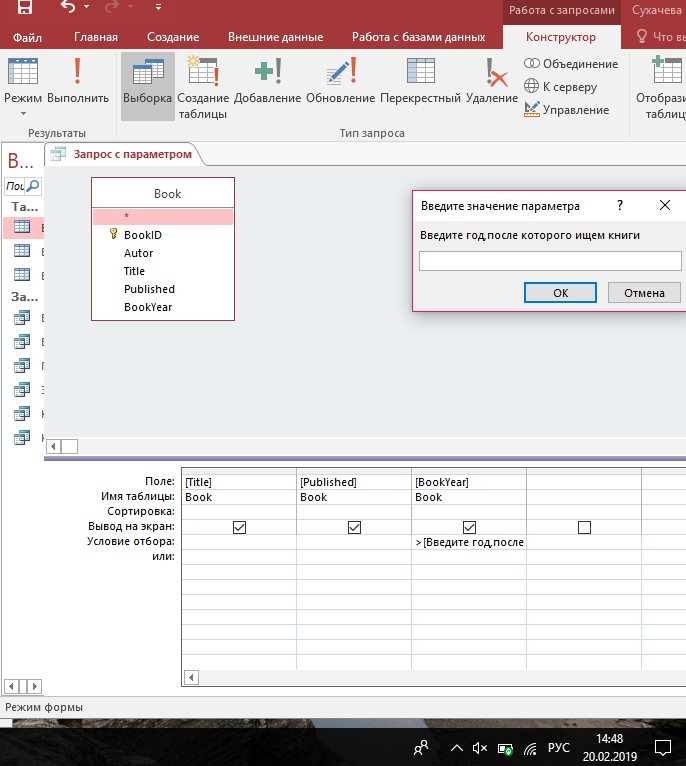 Работа с запросами
Сухачева
Файл
Главная
Создание
Внешние данные
Работа с базами данных
Конструктор
Что вы
Режим
Выполнить
Выборка
Создание таблицы
Добавление
Обновление
Перекрестный
Удаление
Объединение
К серверу
Управление
Отобрази
таблиц
Результаты
Тип запроса
В...
Запрос с параметром
Пои
Та...
За...
Book
*
BookID
Autor
Title
Published
BookYear
Введите значение параметра
?
Введите год,после которого ищем книги
ОК
Отмена
Поле: [Title] [Published] [BookYear]
Имя таблицы: Book Book Book
Сортировка:
Вывод на экран:
Условие отбора: >[Введите год,после
или:
Режим формы
РУС
14:48
20.02.2019